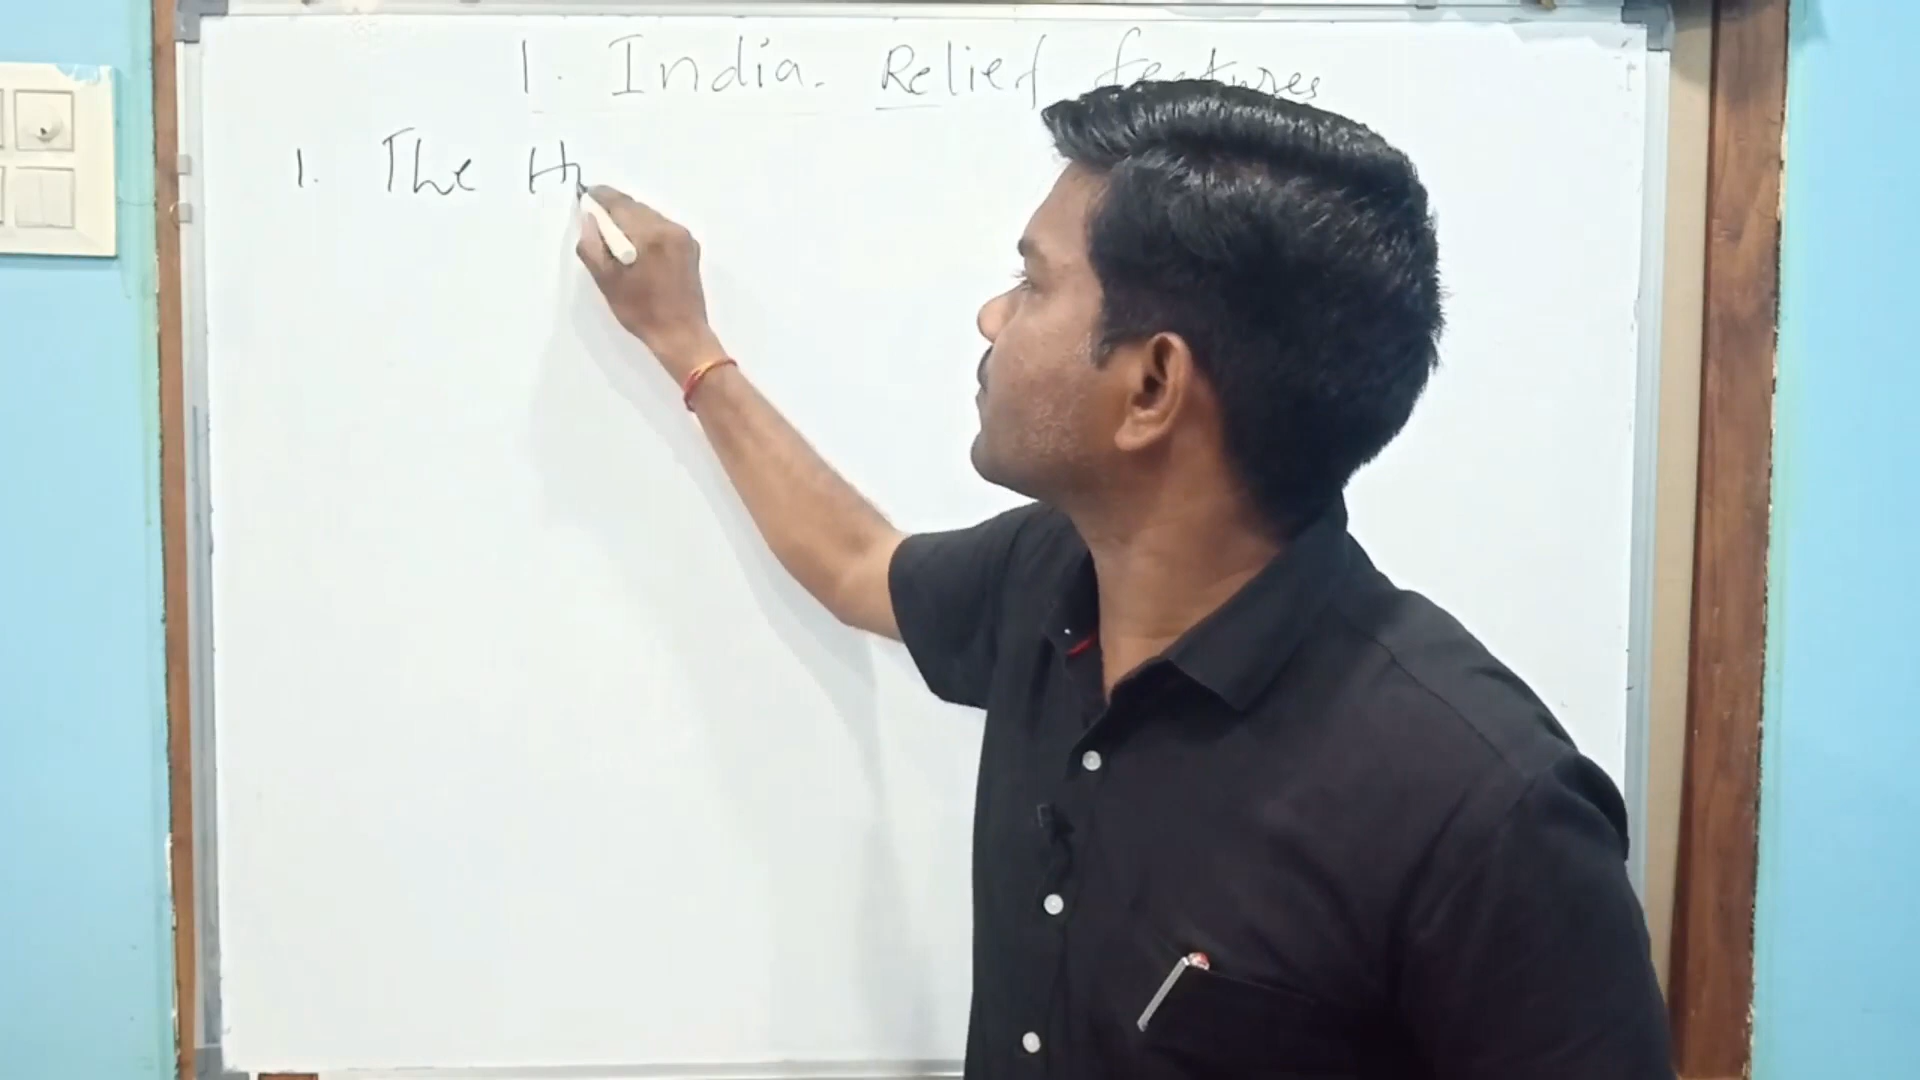 1. India. Relief features
1. The H